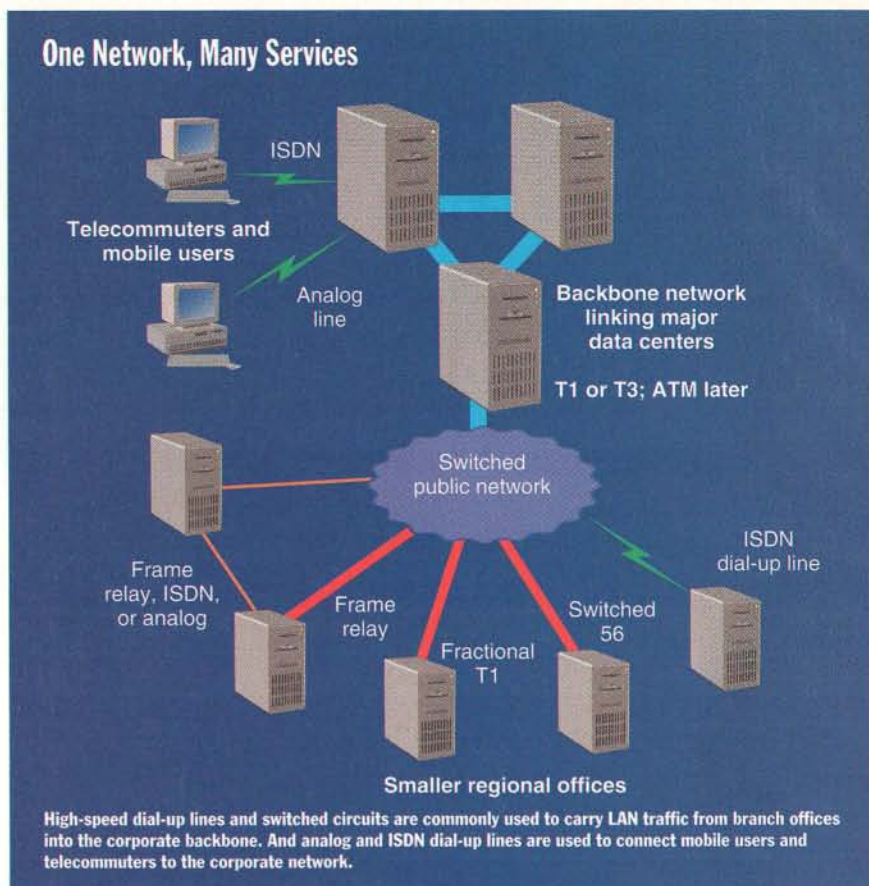 One Network, Many Services
ISDN
Telecommuters and
mobile users
Analog
line
Backbone network
linking major
data centers
T1 or T3; ATM later
Switched
public network
Frame
relay, ISDN,
or analog
Frame
relay
Fractional
T1
Switched
56
ISDN
dial-up line
Smaller regional offices
High-speed dial-up lines and switched circuits are commonly used to carry LAN traffic from branch offices
into the corporate backbone. And analog and ISDN dial-up lines are used to connect mobile users and
telecommuters to the corporate network.